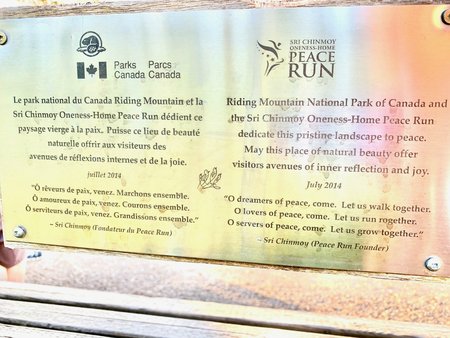 Parks Parcs
Canada Canada
Le parc national du Canada Riding Mountain et la
Sri Chinmoy Oneness-Home Peace Run dédient ce
paysage vierge à la paix. Puisse ce lieu de beauté
naturelle offrir aux visiteurs des
avenues de réflexions internes et de la joie.
juillet 2014
"Ô rêveurs de paix, venez. Marchons ensemble.
Ô amoureux de paix, venez. Courons ensemble.
Ô serviteurs de paix, venez. Grandissons ensemble."
~ Sri Chinmoy (Fondateur du Peace Run)
SRI CHINMOY
ONENESS-HOME
PEACE
RUN
Riding Mountain National Park of Canada and
the Sri Chinmoy Oneness-Home Peace Run
dedicate this pristine landscape to peace.
May this place of natural beauty offer
visitors avenues of inner reflection and joy.
July 2014
"O dreamers of peace, come. Let us walk together.
O lovers of peace, come. Let us run together.
O servers of peace, come. Let us grow together."
~ Sri Chinmoy (Peace Run Founder)